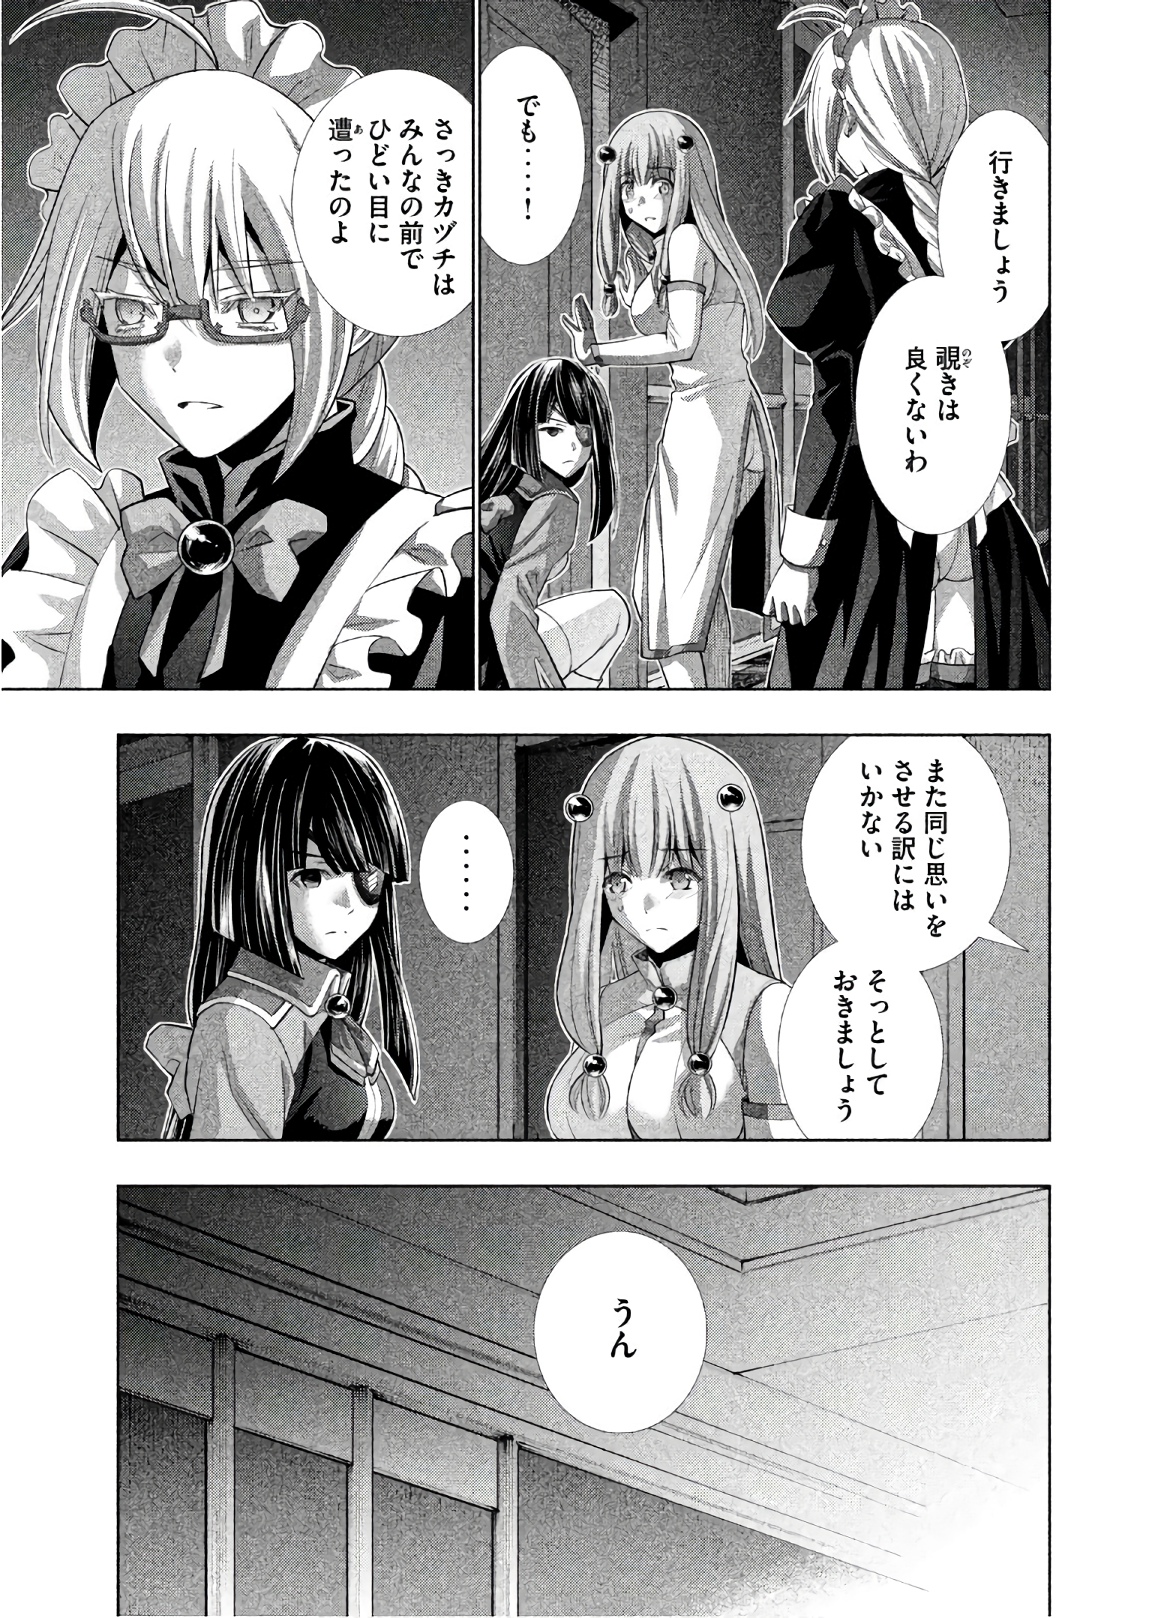 行きましょう
覗きは
のぞ
良くないわ
でも‥‥‥!
さっきカヅチは
みんなの前で
ひどい目に
遭ったのよ
あ
また同じ思いを
させる訳には
いかない
そっとして
おきましょう
‥‥‥
うん